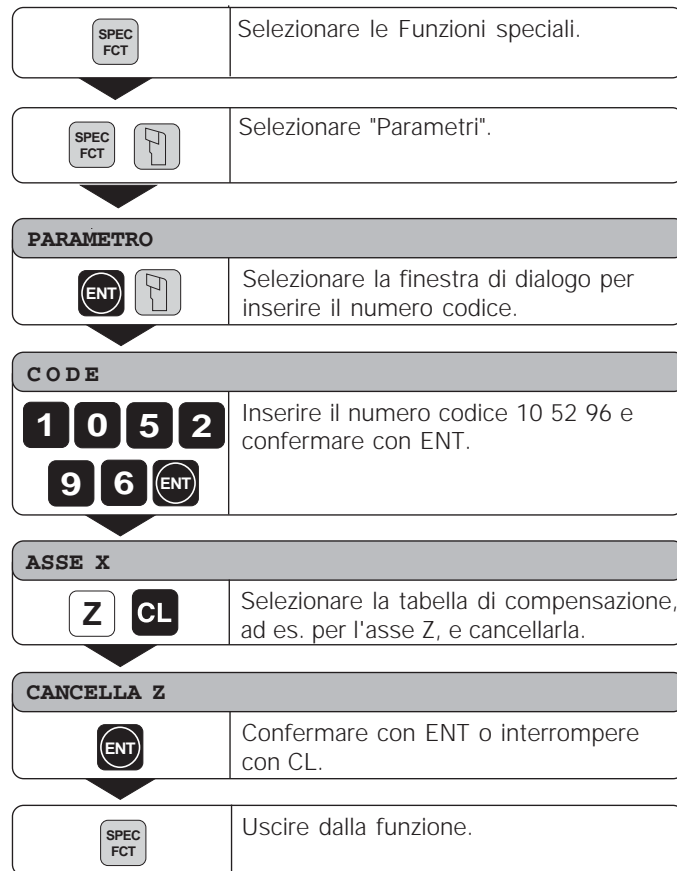 SPEC
FCT
Selezionare le Funzioni speciali.
SPEC
FCT
Selezionare "Parametri".
PARAMETRO
ENT
Selezionare la finestra di dialogo per
inserire il numero codice.
CODE
1 0 5 2
9 6 ENT
Inserire il numero codice 10 52 96 e
confermare con ENT.
ASSE X
Z CL
Selezionare la tabella di compensazione,
ad es. per l'asse Z, e cancellarla.
CANCELLA Z
ENT
Confermare con ENT o interrompere
con CL.
SPEC
FCT
Uscire dalla funzione.